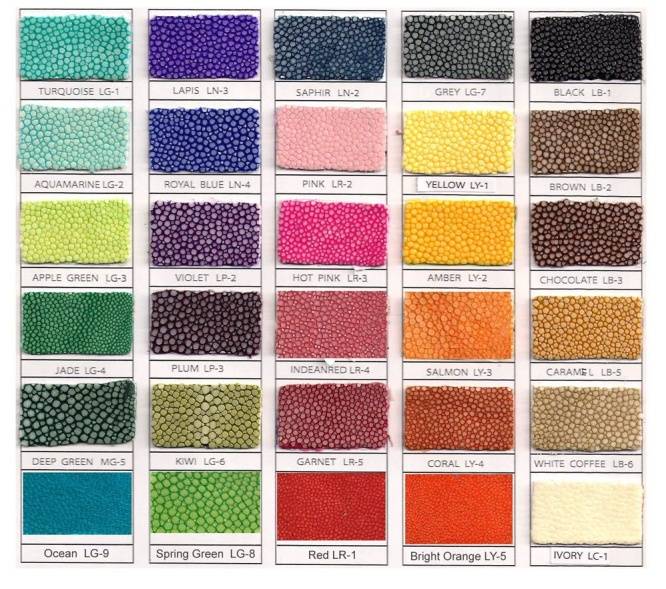 TURQUOISE LG-1
LAPIS LN-3
SAPHIR LN-2
GREY LG-7
BLACK LB-1
AQUAMARINE LG-2
ROYAL BLUE LN-4
PINK LR-2
YELLOW LY-1
BROWN LB-2
APPLE GREEN LG-3
VIOLET LP-2
HOT PINK LR-3
AMBER LY-2
CHOCOLATE LB-3
JADE LG-4
PLUM LP-3
INDEANRED LR-4
SALMON LY-3
CARAMEL LB-5
DEEP GREEN MG-5
KIWI LG-6
GARNET LR-5
CORAL LY-4
WHITE COFFEE LB-6
Ocean LG-9
Spring Green LG-8
Red LR-1
Bright Orange LY-5
IVORY LC-1